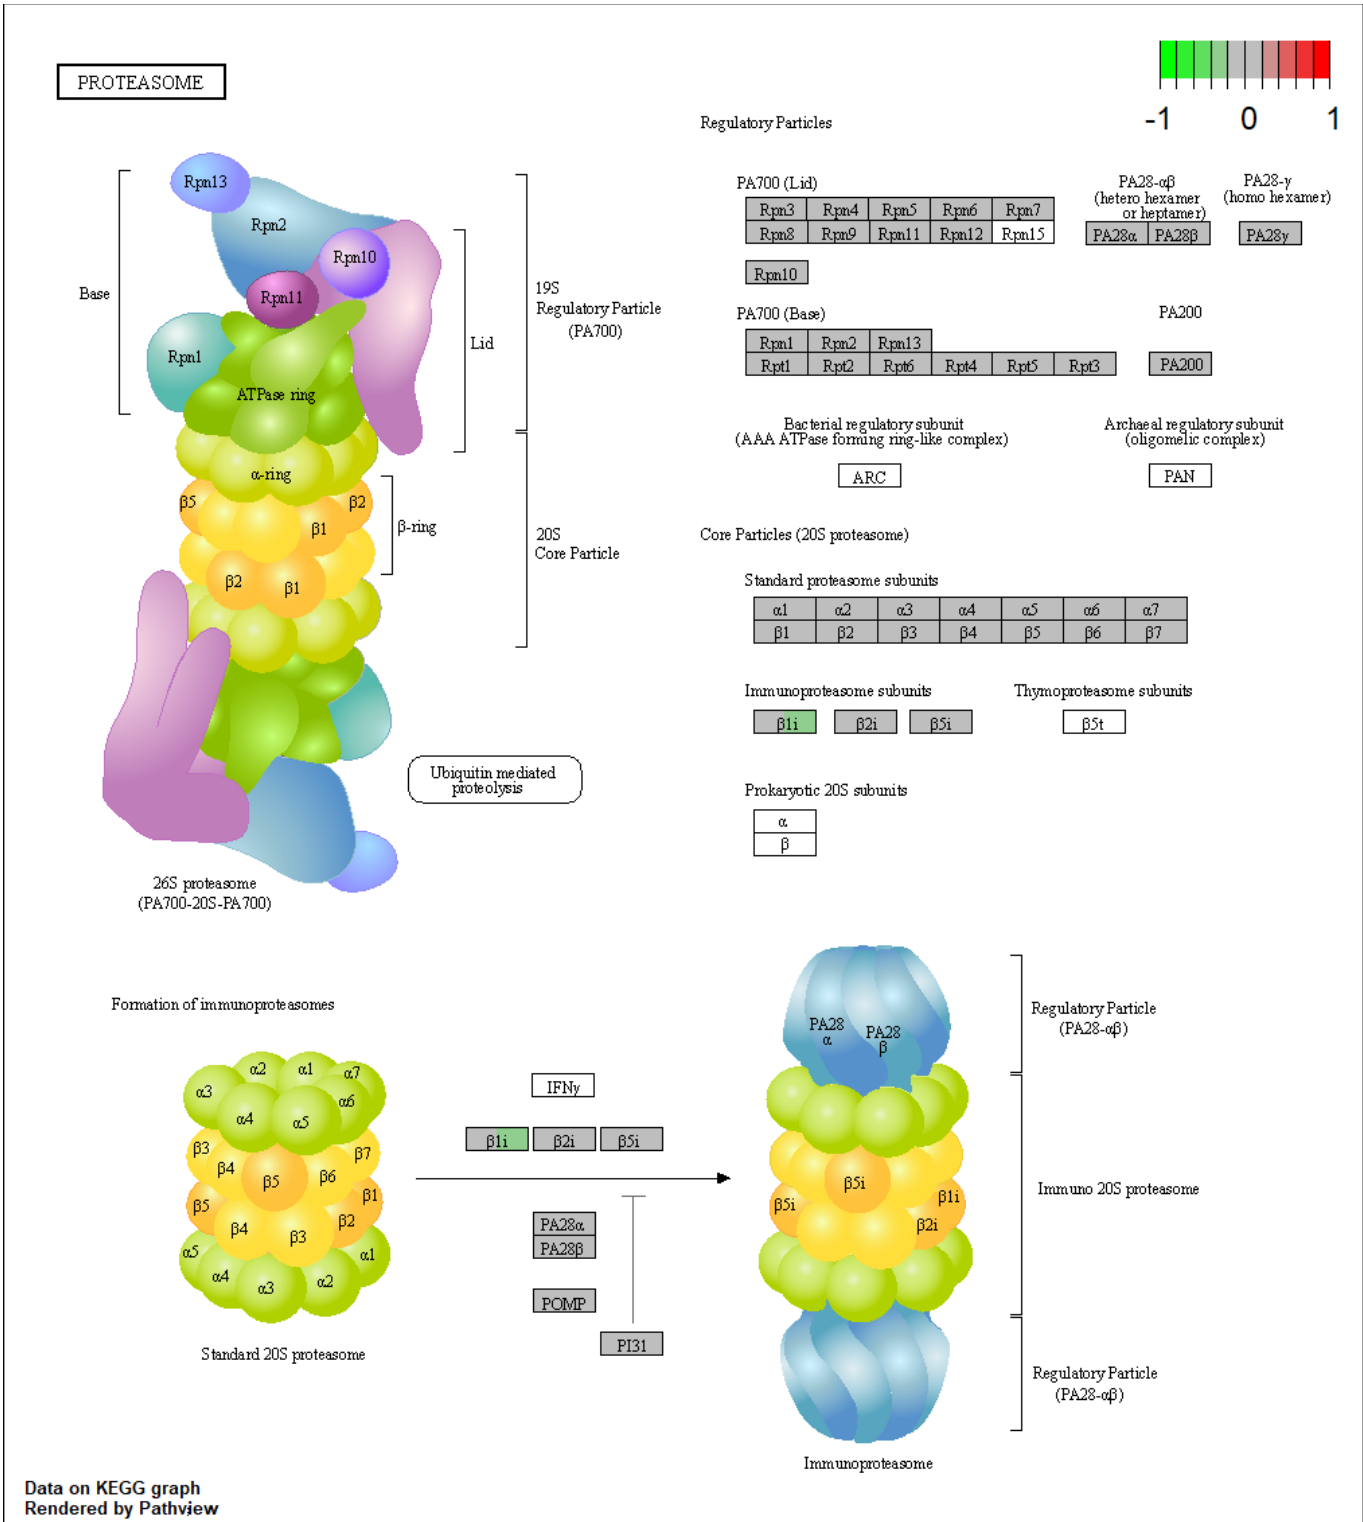 PROTEASOME
-1 0 1
Rpn13
Rpn2
Rpn10
Rpn11
Rpn1
ATPase ring
α-ring
β5
β2
β1
β2
β1
Base
Lid
β-ring
19S
Regulatory Particle
(PA700)
20S
Core Particle
Ubiquitin mediated
proteolysis
26S proteasome
(PA700-20S-PA700)
Regulatory Particles
PA700 (Lid)
Rpn3 Rpn4 Rpn5 Rpn6 Rpn7
Rpn8 Rpn9 Rpn11 Rpn12 Rpn15
Rpn10
PA28-αβ
(hetero hexamer
or heptamer)
PA28α PA28β
PA28-γ
(homo hexamer)
PA28γ
PA700 (Base)
Rpn1 Rpn2 Rpn13
Rpt1 Rpt2 Rpt6 Rpt4 Rpt5 Rpt3
PA200
PA200
Bacterial regulatory subunit
(AAA ATPase forming ring-like complex)
ARC
Archaeal regulatory subunit
(oligomelic complex)
PAN
Core Particles (20S proteasome)
Standard proteasome subunits
α1 α2 α3 α4 α5 α6 α7
β1 β2 β3 β4 β5 β6 β7
Immunoproteasome subunits
β1i β2i β5i
Thymoproteasome subunits
β5t
Prokaryotic 20S subunits
α
β
Formation of immunoproteasomes
α2 α1 α7
α3 α6
α4 α5
β3 β7
β4 β5 β6
β5 β1
β4 β3 β2
α5 α1
α4 α3 α2
Standard 20S proteasome
IFNγ
β1i β2i β5i
PA28α
PA28β
POMP
PI31
PA28
α
PA28
β
β5i
β5i
β1i
β2i
Immunoproteasome
Regulatory Particle
(PA28-αβ)
Immuno 20S proteasome
Regulatory Particle
(PA28-αβ)
Data on KEGG graph
Rendered by Pathview